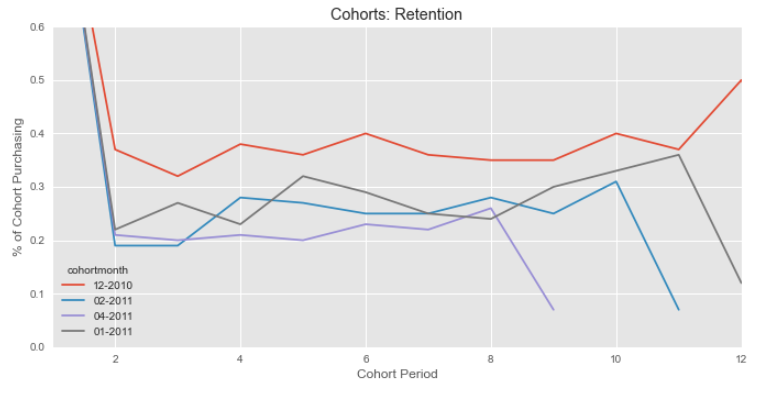 Cohorts: Retention
0.6
0.5
0.4
0.3
0.2
0.1
0.0
% of Cohort Purchasing
cohortmonth
12-2010
02-2011
04-2011
01-2011
2 4 6 8 10 12
Cohort Period